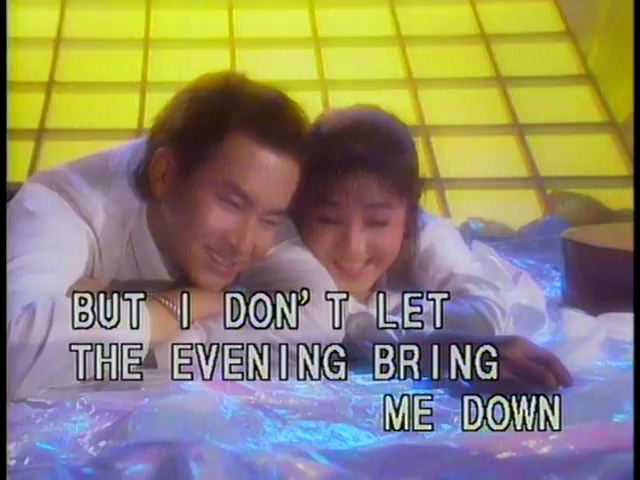 BUT I DON'T LET
THE EVENING BRING
ME DOWN